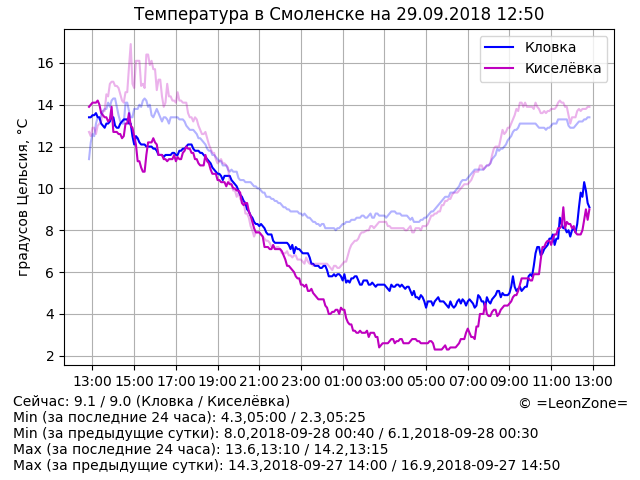 Температура в Смоленске на 29.09.2018 12:50
Кловка
Киселёвка
градусов Цельсия, °C
16
14
12
10
8
6
4
2
13:00 15:00 17:00 19:00 21:00 23:00 01:00 03:00 05:00 07:00 09:00 11:00 13:00
Сейчас: 9.1 / 9.0 (Кловка / Киселёвка)
© =LeonZone=
Min (за последние 24 часа): 4.3,05:00 / 2.3,05:25
Min (за предыдущие сутки): 8.0,2018-09-28 00:40 / 6.1,2018-09-28 00:30
Max (за последние 24 часа): 13.6,13:10 / 14.2,13:15
Max (за предыдущие сутки): 14.3,2018-09-27 14:00 / 16.9,2018-09-27 14:50